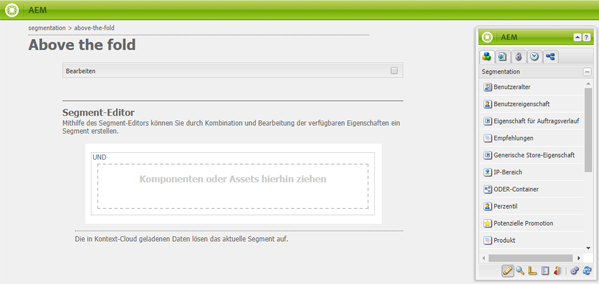 AEM
segmentation > above-the-fold
Above the fold
Bearbeiten
Segment-Editor
Mithilfe des Segment-Editors können Sie durch Kombination und Bearbeitung der verfügbaren Eigenschaften ein
Segment erstellen.
UND
Komponenten oder Assets hierhin ziehen
Die in Kontext-Cloud geladenen Daten lösen das aktuelle Segment auf.
AEM
Segmentation
Benutzeralter
Benutzereigenschaft
Eigenschaft für Auftragsverlauf
Empfehlungen
Generische Store-Eigenschaft
IP-Bereich
ODER-Container
Perzentil
Potenzielle Promotion
Produkt